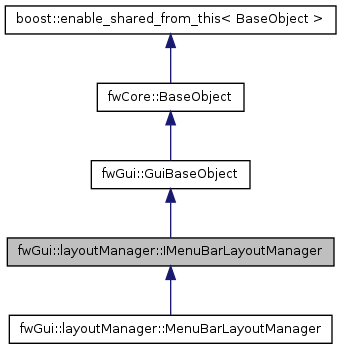 boost::enable_shared_from_this< BaseObject >
fwCore::BaseObject
fwGui::GuiBaseObject
fwGui::layoutManager::IMenuBarLayoutManager
fwGui::layoutManager::MenuBarLayoutManager